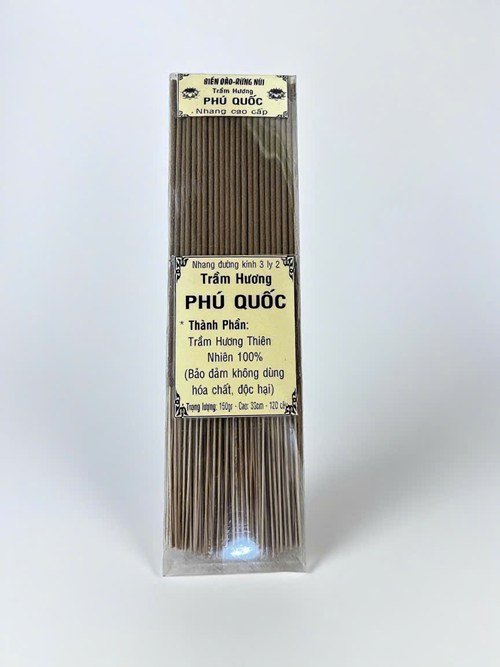 BIỂN ĐẢO-RỪNG NÚI
Trầm Hương
PHÚ QUỐC
Nhang cao cấp
Nhang đường kính 3 ly 2
Trầm Hương
PHÚ QUỐC
* Thành Phần:
Trầm Hương Thiên
Nhiên 100%
(Bảo đảm không dùng
hóa chất, độc hại)
Trọng lượng: 150gr - Cao: 33cm - 120 cây